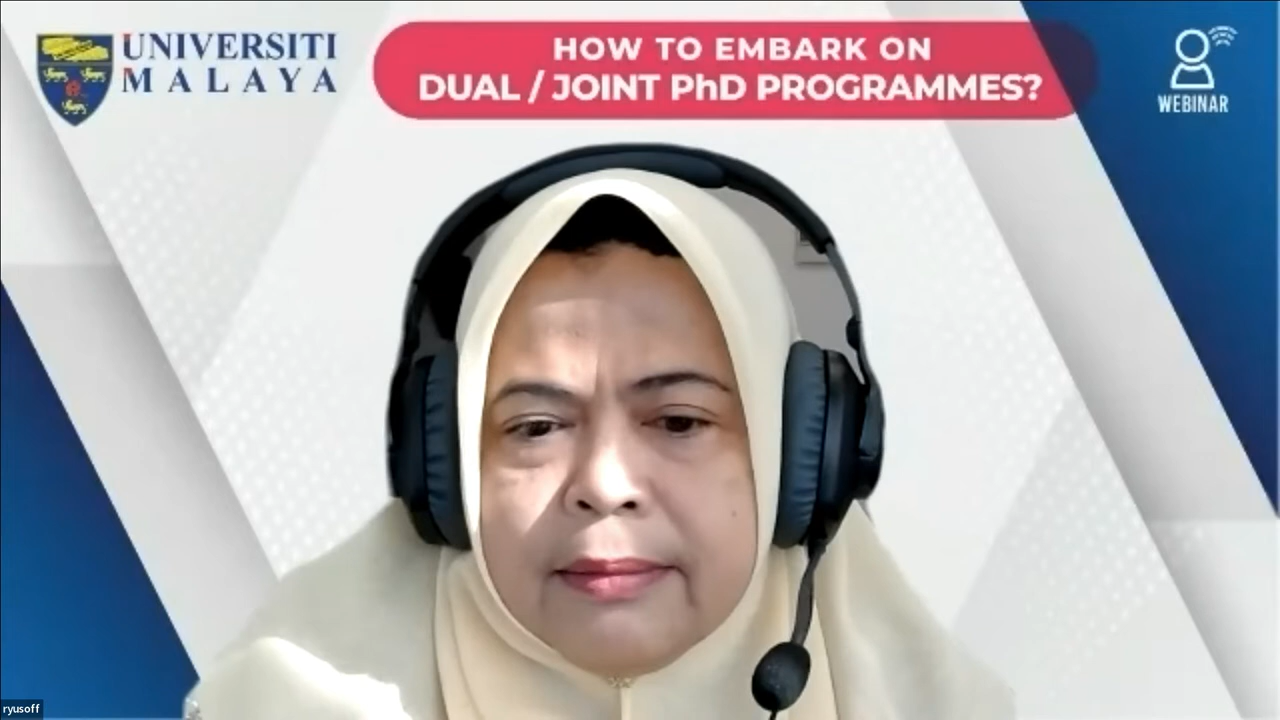 UNIVERSITI
MALAYA
HOW TO EMBARK ON
DUAL / JOINT PhD PROGRAMMES?
WEBINAR
ryusoff